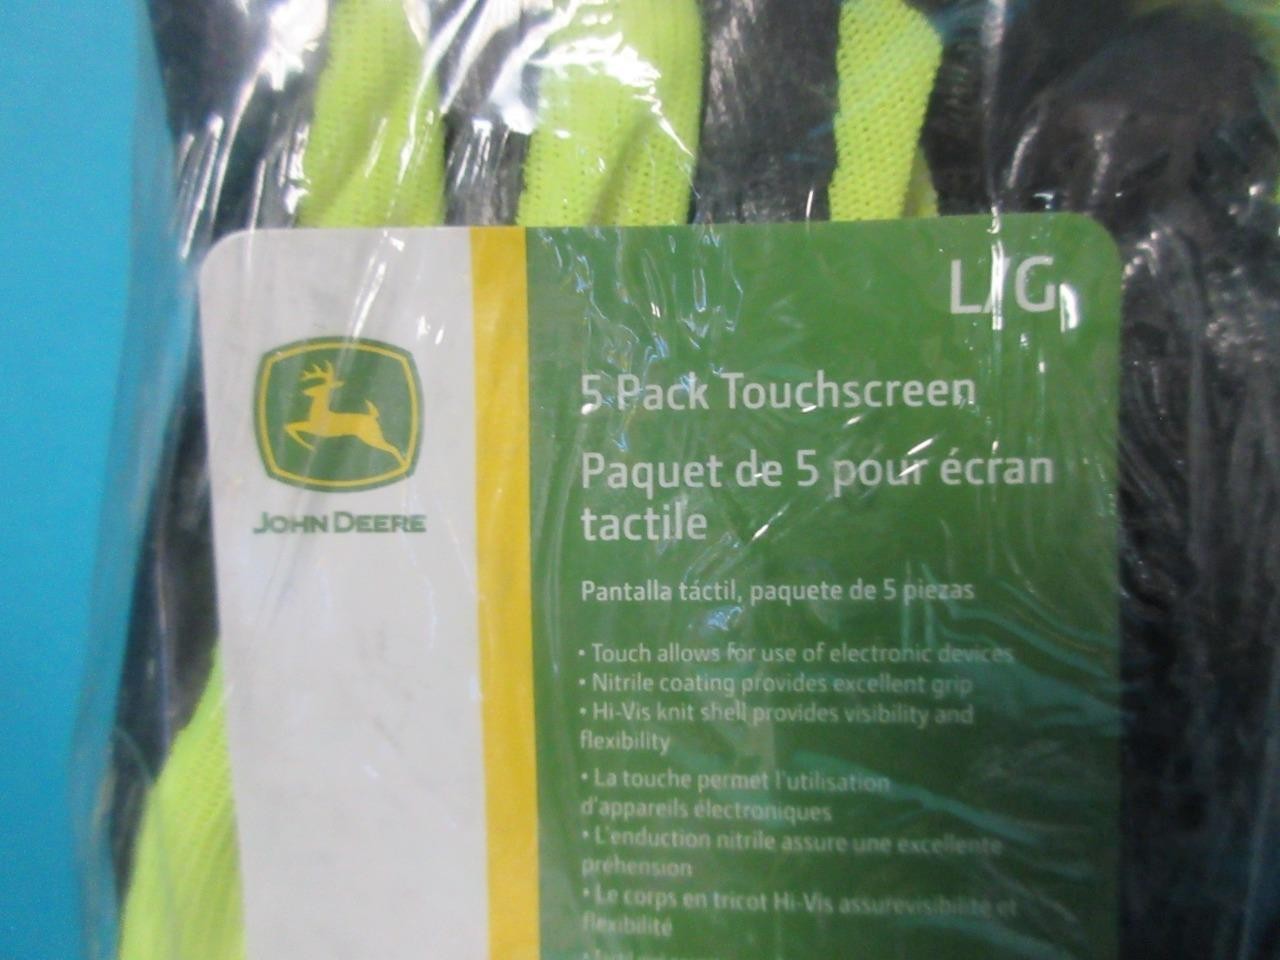 L/G
5 Pack Touchscreen
Paquet de 5 pour écran
tactile
JOHN DEERE
Pantalla táctil, paquete de 5 piezas
• Touch allows for use of electronic devices
• Nitrile coating provides excellent grip
• Hi-Vis knit shell provides visibility and
flexibility
• La touche permet l'utilisation
d'appareils électroniques
• L'enduction nitrile assure une excellente
préhension
• Le corps en tricot Hi-Vis assurevisibilité et
flexibilité